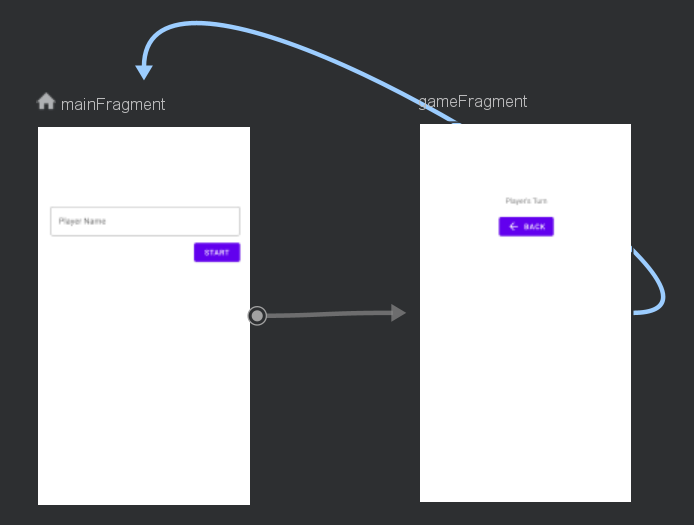 mainFragment
Player Name
START
gameFragment
Player's Turn
BACK